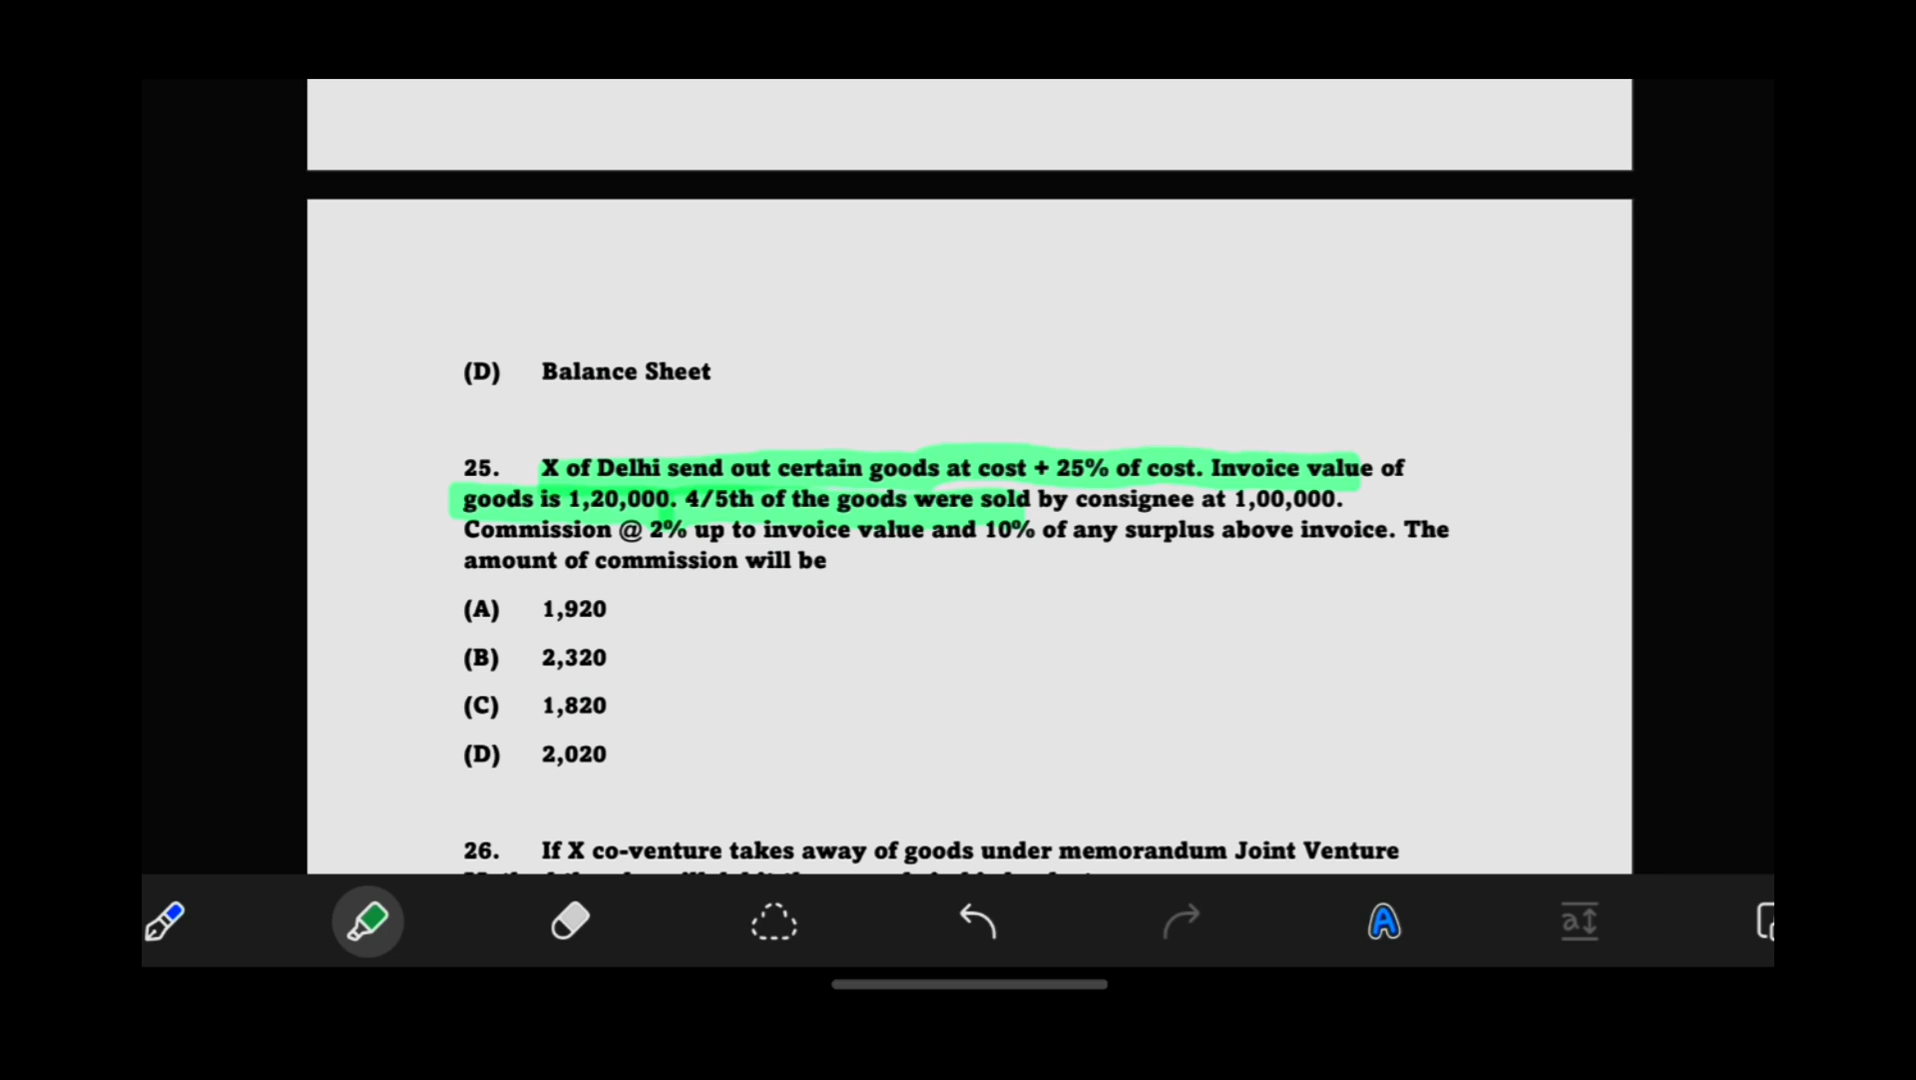 (D) Balance Sheet
25. X of Delhi send out certain goods at cost + 25% of cost. Invoice value of
goods is 1,20,000. 4/5th of the goods were sold by consignee at 1,00,000.
Commission @ 2% up to invoice value and 10% of any surplus above invoice. The
amount of commission will be
(A) 1,920
(B) 2,320
(C) 1,820
(D) 2,020
26. If X co-venture takes away of goods under memorandum Joint Venture
A
a